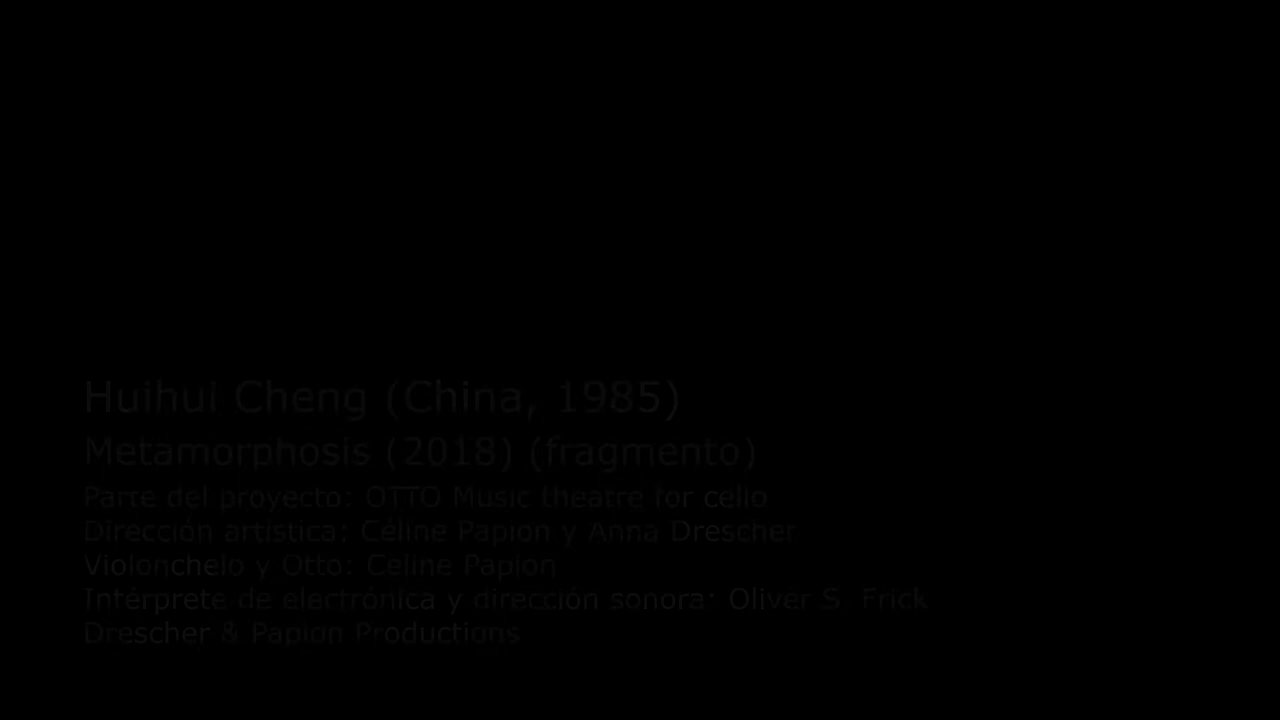 Huihui Cheng (China, 1985)
Metamorphosis (2018) (fragmento)
Parte del proyecto: OTTO Music theatre for cello
Dirección artística: Céline Papion y Anna Drescher
Violonchelo y Otto: Celine Papion
Intérprete de electrónica y dirección sonora: Oliver S. Frick
Drescher & Papion Productions